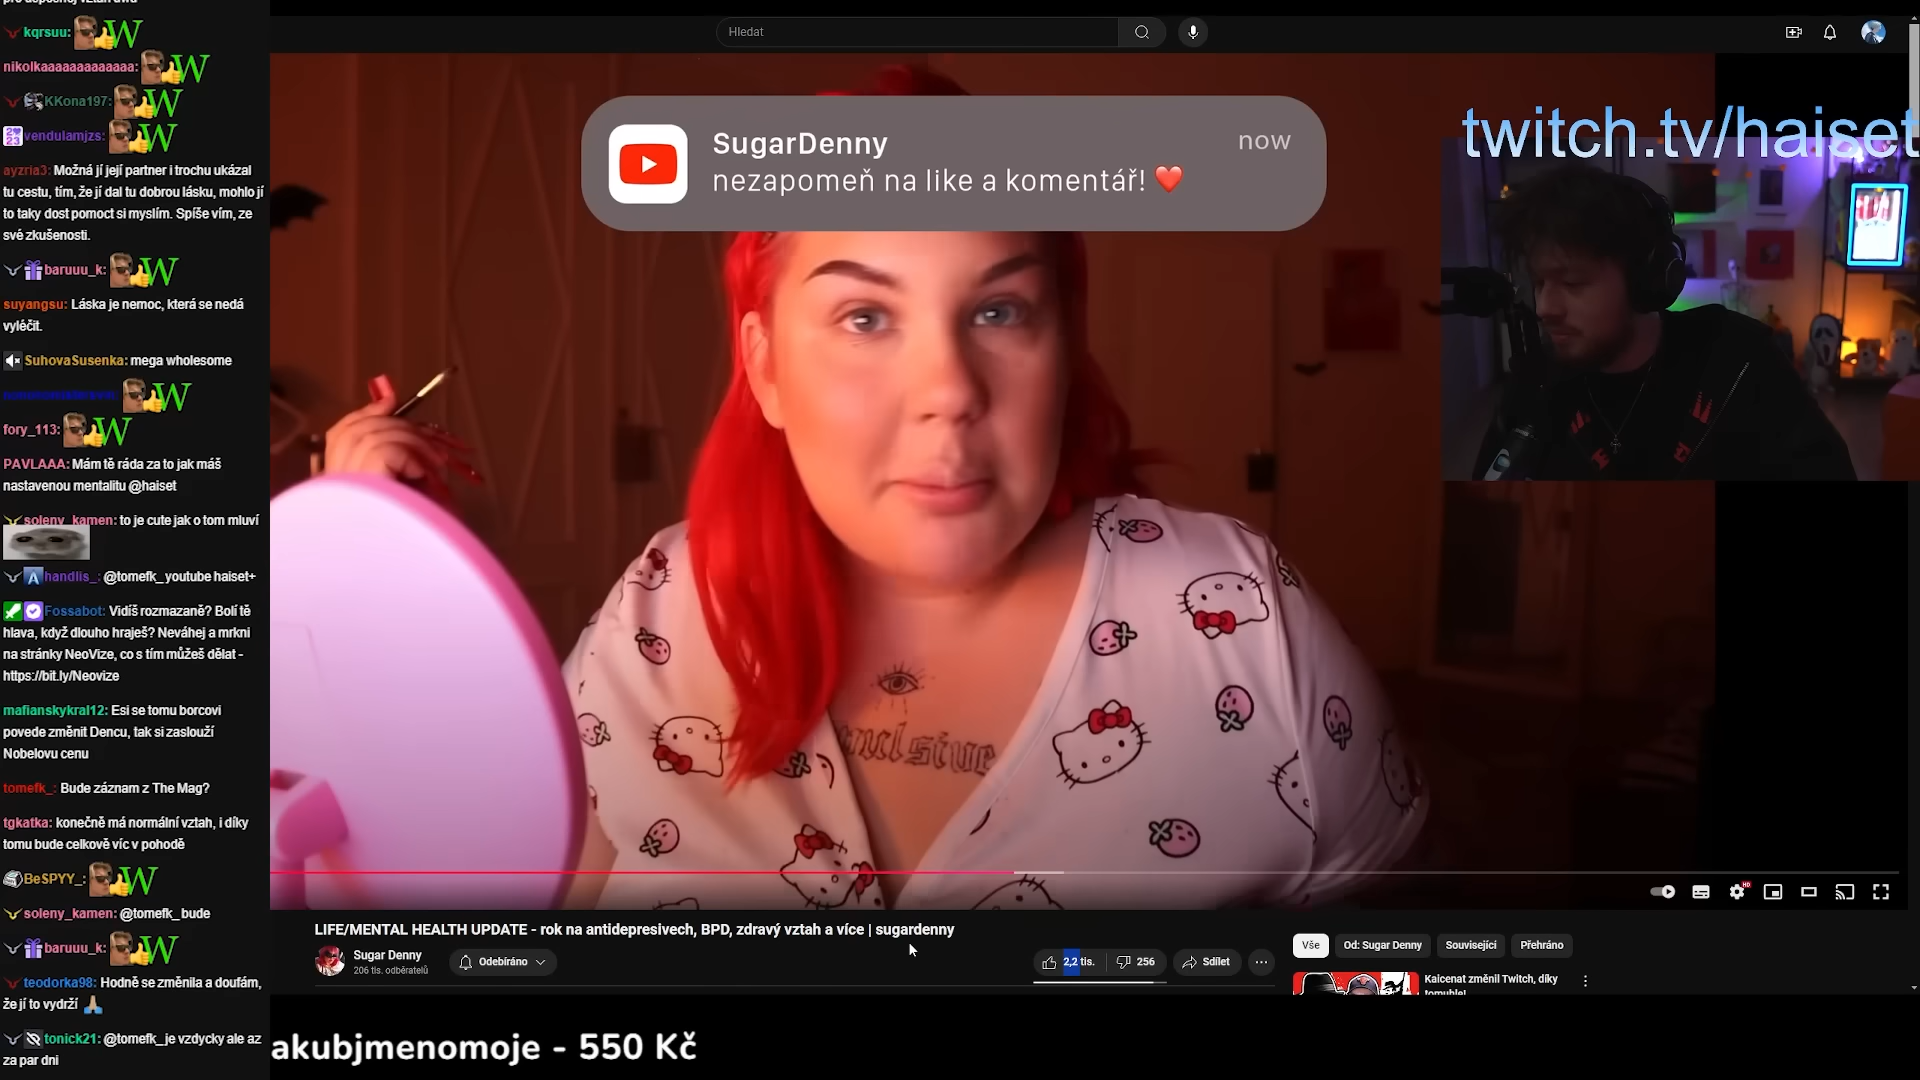 kqrsuu:
nikolkaaaaaaaaaaaaa:
KKona197:
vendulamjzs:
ayzria3: Možná jí její partner i trochu ukázal
tu cestu, tím, že jí dal tu dobrou lásku, mohlo jí
to taky dost pomoct si myslím. Spíše vím, ze
své zkušenosti.
baruuu_k:
suyangsu: Láska je nemoc, která se nedá
vyléčit.
SuhovaSusenka: mega wholesome
fory_113:
PAVLAAA: Mám tě ráda za to jak máš
nastavenou mentalitu @haiset
soleny_kamen: to je cute jak o tom mluví
handlis_: @tomefk_ youtube haiset+
Fossabot: Vidíš rozmazaně? Bolí tě
hlava, když dlouho hraješ? Neváhej a mrkni
na stránky NeoVize, co s tím můžeš dělat -
https://bit.ly/Neovize
mafianskykral12: Esi se tomu borcovi
povede změnit Dencu, tak si zaslouží
Nobelovu cenu
tomefk_: Bude záznam z The Mag?
tgkatka: konečně má normální vztah, i díky
tomu bude celkově víc v pohodě
BeSPYY_:
soleny_kamen: @tomefk_ bude
baruuu_k:
teodorka98: Hodně se změnila a doufám,
že jí to vydrží
tonick21: @tomefk_ je vzdycky ale az
za par dni
Hledat
SugarDenny
now
nezapomeň na like a komentář! ❤️
twitch.tv/haiset
LIFE/MENTAL HEALTH UPDATE - rok na antidepresivech, BPD, zdravý vztah a více | sugardenny
Sugar Denny
206 tis. odběratelů
Odebíráno
2,2 tis.
256
Sdílet
Vše
Od: Sugar Denny
Související
Přehráno
Kaicenat změnil Twitch, díky
tomuhle!
akubjmenomoje - 550 Kč